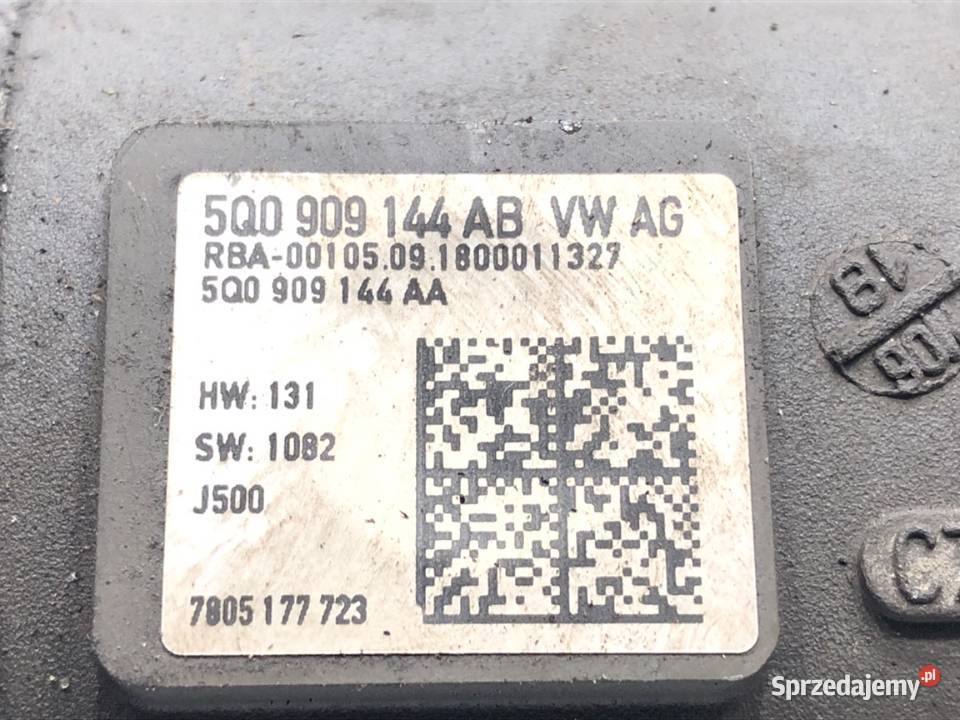 5Q0 909 144 AB VW AG
RBA-00105.09.1800011327
5Q0 909 144 AA
HW: 131
SW: 1082
J500
7805 177 723
Sprzedajemy.pl